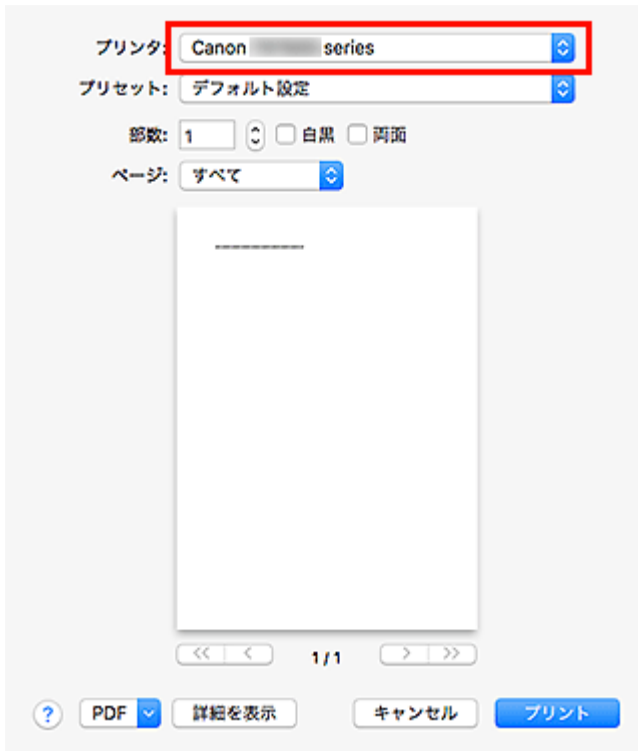 プリンタ: Canon series
プリセット: デフォルト設定
部数: 1 白黒 両面
ページ: すべて
1 / 1
? PDF 詳細を表示 キャンセル プリント